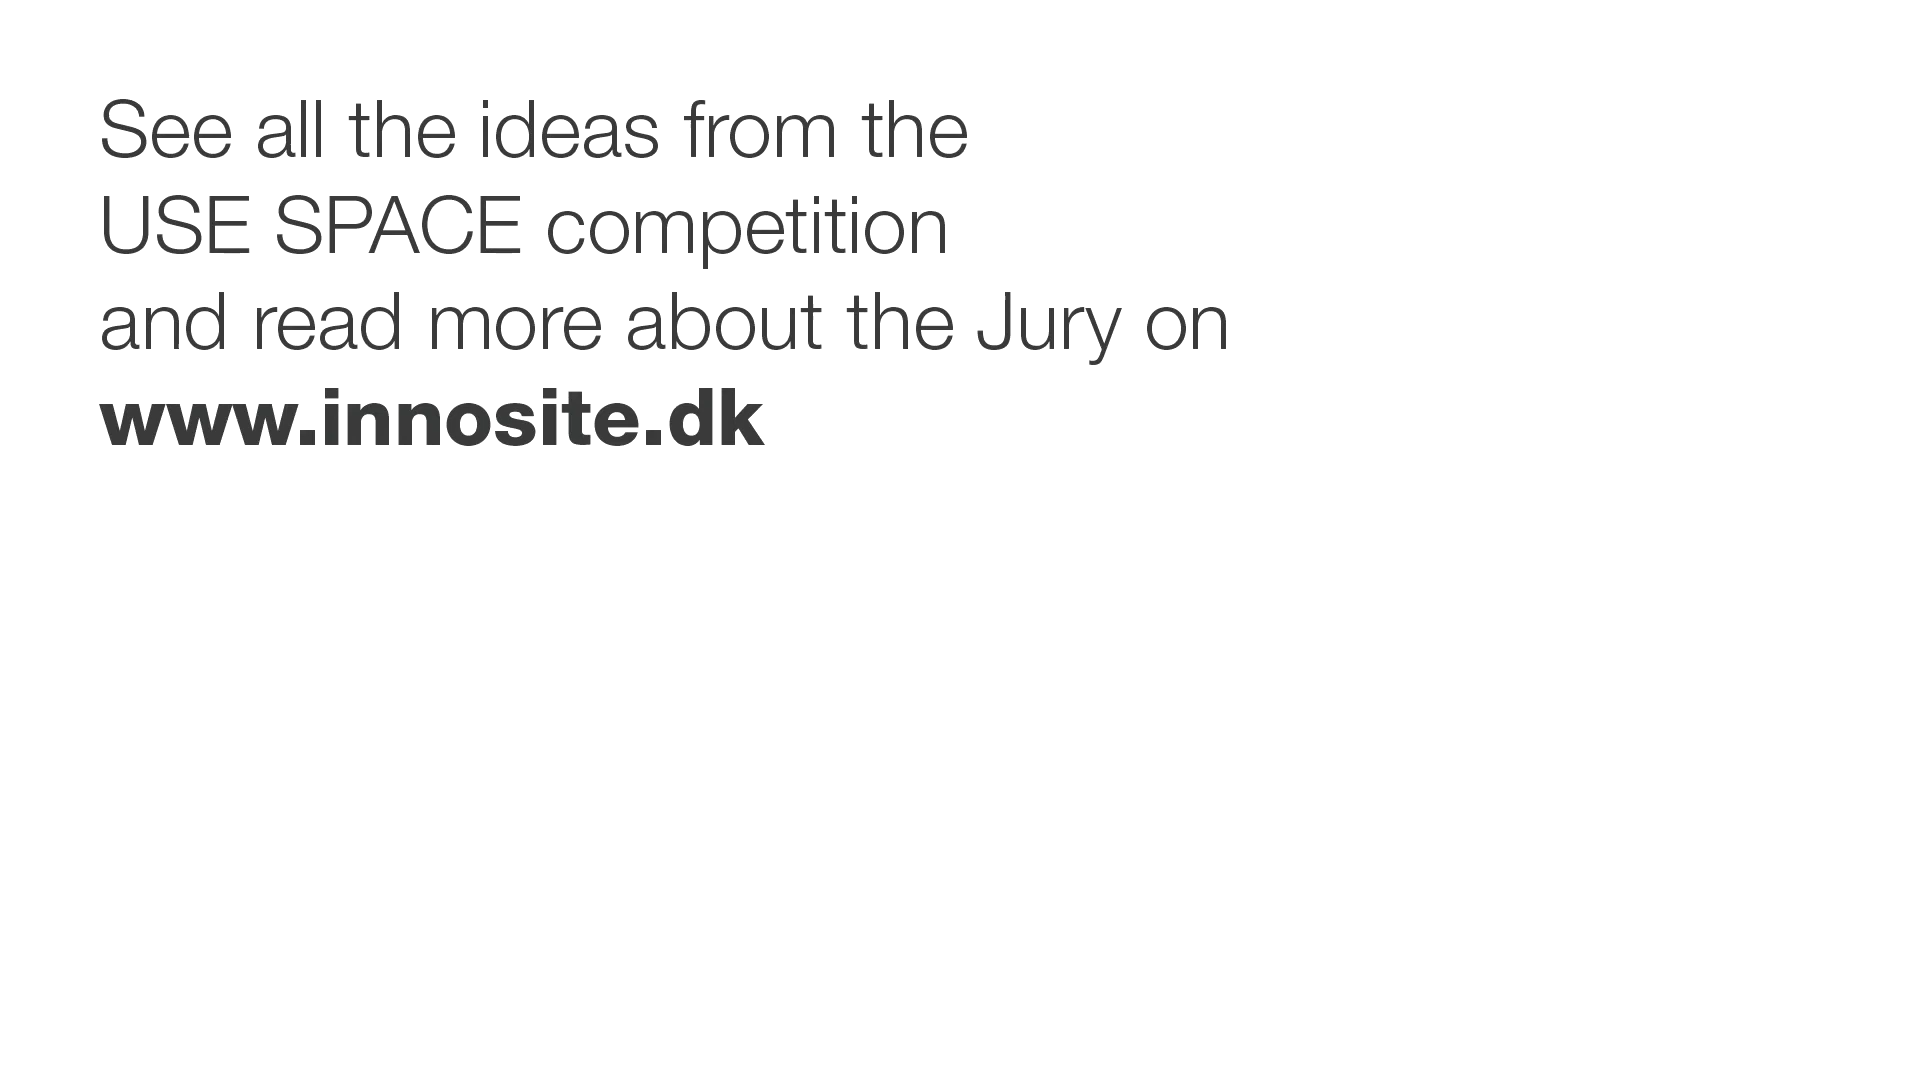 See all the ideas from the
USE SPACE competition
and read more about the Jury on
www.innosite.dk